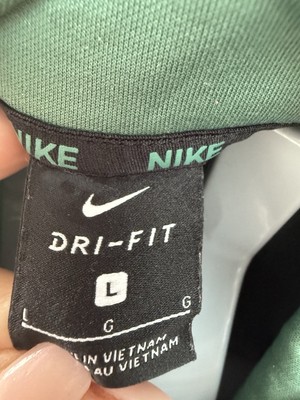 NIKE NIKE
DRI-FIT
L
L G G
IN VIETNAM
AU VIETNAM